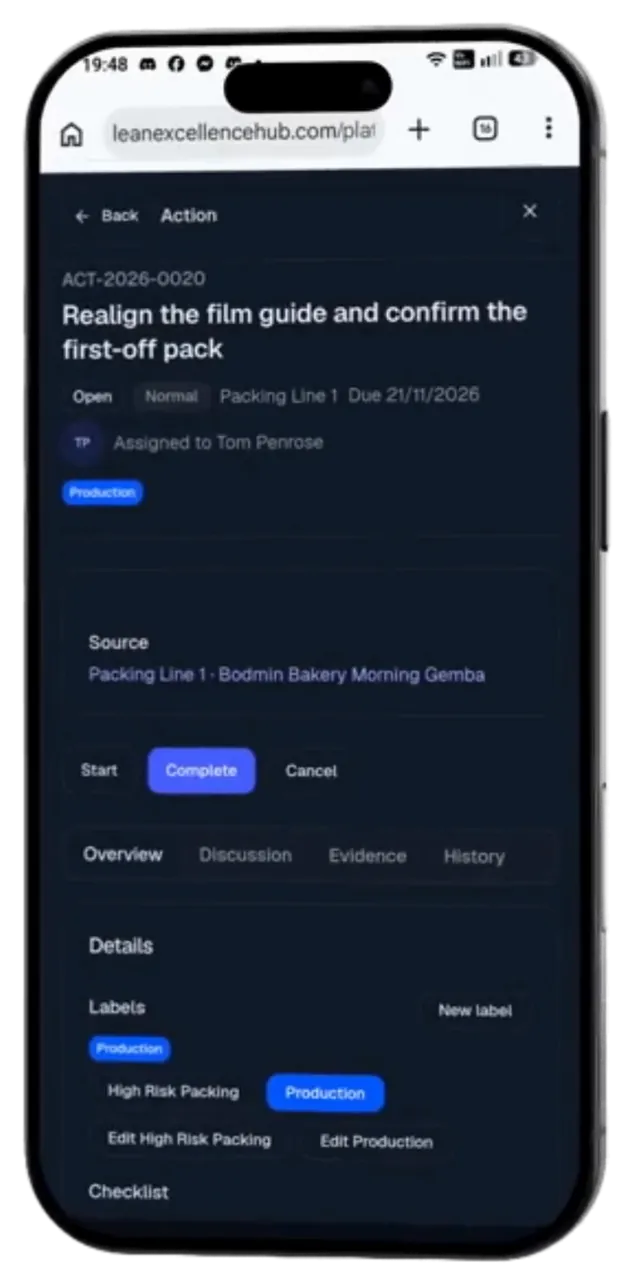 19:48
43
leanexcellencehub.com/pla
16
← Back Action ×
ACT-2026-0020
Realign the film guide and confirm the
first-off pack
Open Normal Packing Line 1 Due 21/11/2026
TP Assigned to Tom Penrose
Production
Source
Packing Line 1 · Bodmin Bakery Morning Gemba
Start Complete Cancel
Overview Discussion Evidence History
Details
Labels New label
Production
High Risk Packing Production
Edit High Risk Packing Edit Production
Checklist